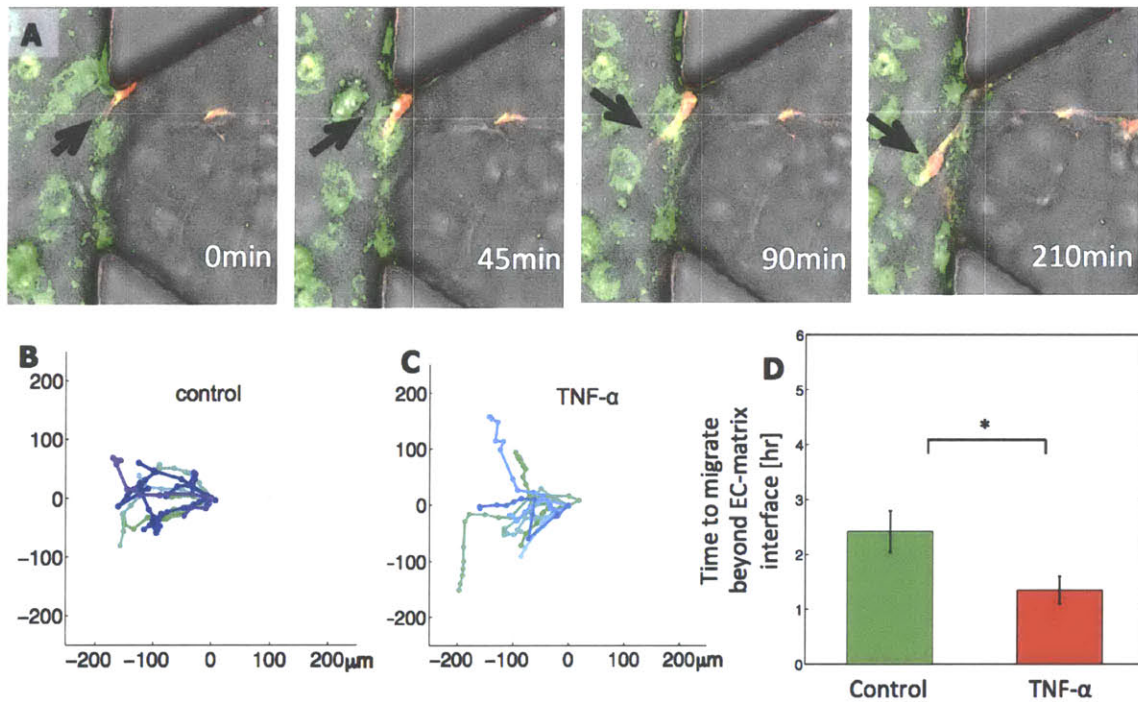 A
0min
45min
90min
210min
B
control
200
100
0
-100
-200
-200 -100 0 100 200μm
C
TNF-α
200
100
0
-100
-200
-200 -100 0 100 200μm
D
Time to migrate
beyond EC-matrix
interface [hr]
6
5
4
3
2
1
0
*
Control
TNF-α